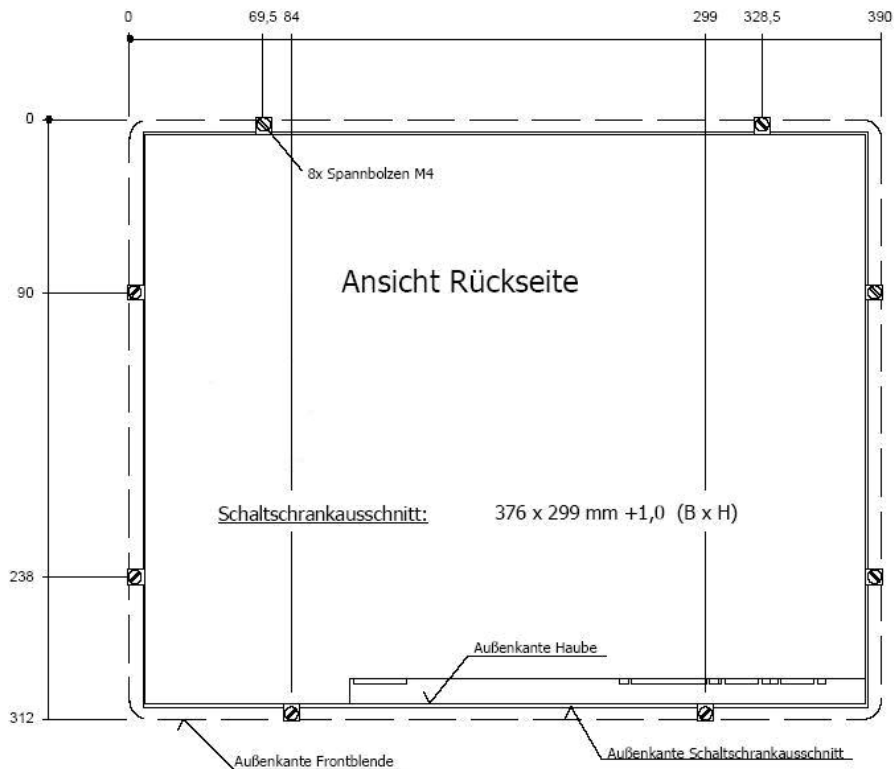 0 69,5 84 299 328,5 390
0
8x Spannbolzen M4
Ansicht Rückseite
90
Schaltschrankausschnitt: 376 x 299 mm +1,0 (B x H)
238
Außenkante Haube
312
Außenkante Schaltschrankausschnitt
Außenkante Frontblende